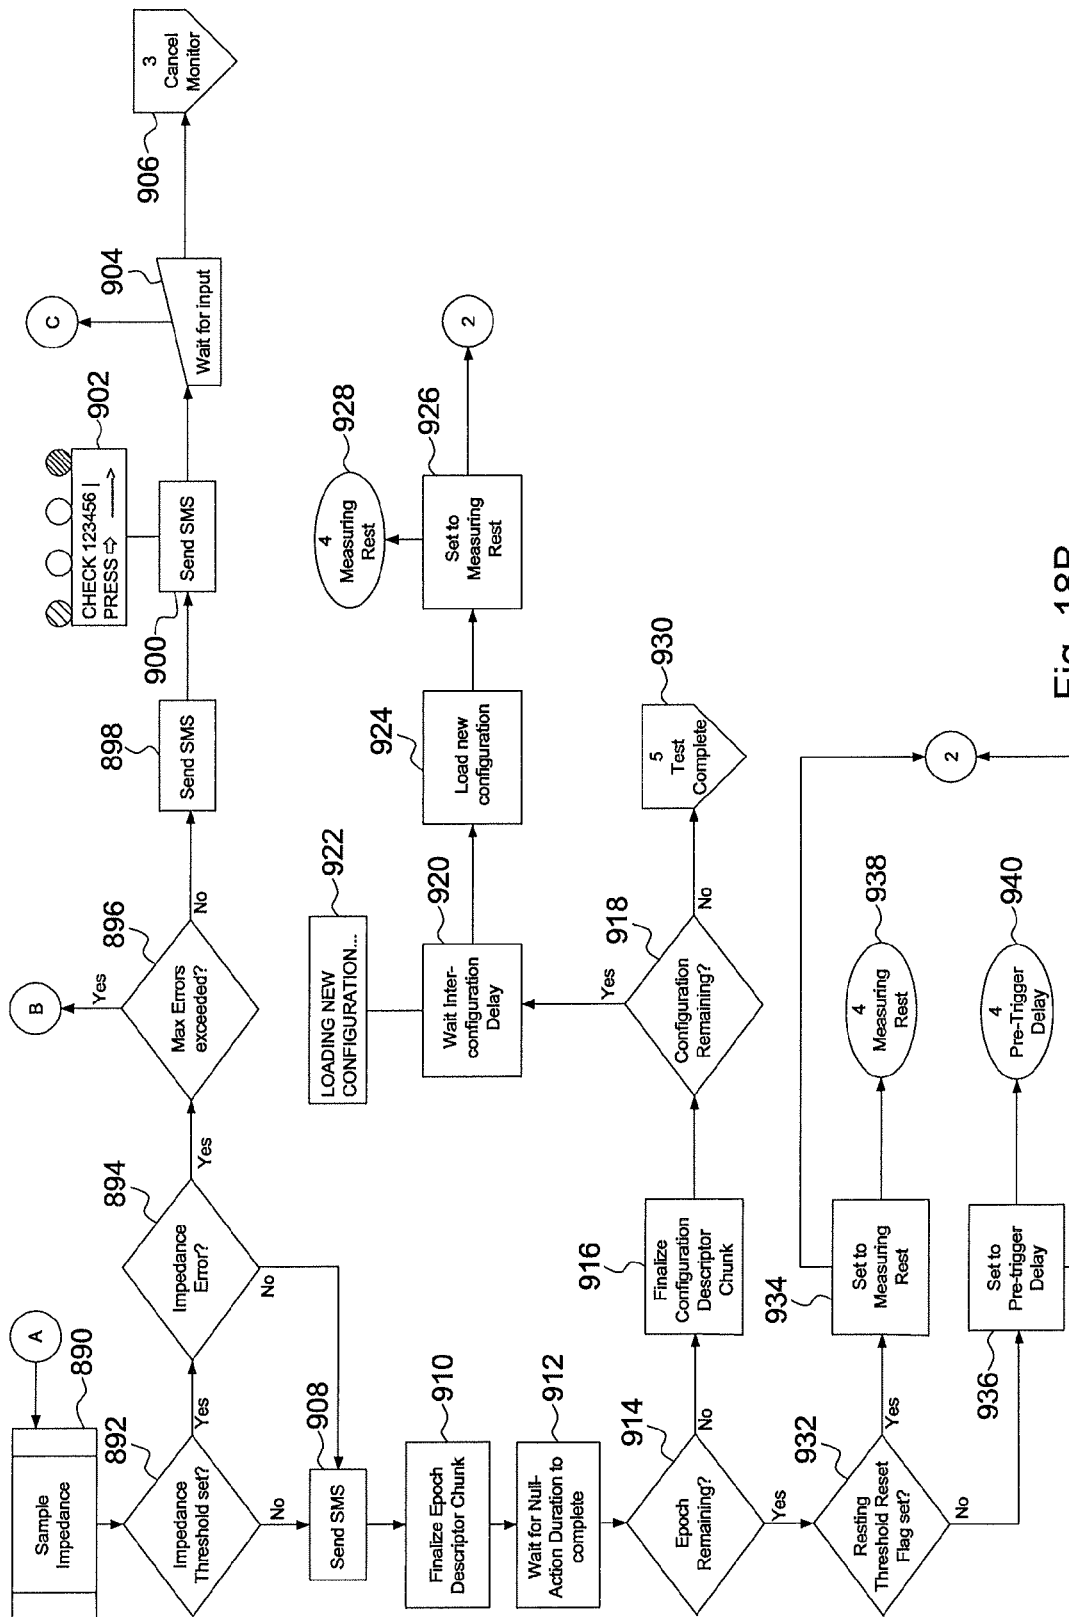 A
Sample
Impedance
890
Impedance
Threshold set?
892
Yes
No
Impedance
Error?
894
Yes
No
Max Errors
exceeded?
896
Yes
B
No
Send SMS
898
Send SMS
900
CHECK 123456 |
PRESS ⇨ →
902
Wait for input
904
C
3
Cancel
Monitor
906
Send SMS
908
Finalize Epoch
Descriptor Chunk
910
Wait for Null-
Action Duration to
complete
912
Epoch
Remaining?
914
No
Yes
Finalize
Configuration
Descriptor
Chunk
916
Configuration
Remaining?
918
Yes
No
Wait Inter-
configuration
Delay
920
LOADING NEW
CONFIGURATION...
922
Load new
configuration
924
Set to
Measuring
Rest
926
4
Measuring
Rest
928
2
5
Test
Complete
930
Resting
Threshold Reset
Flag set?
932
Yes
No
Set to
Measuring
Rest
934
4
Measuring
Rest
938
Set to
Pre-trigger
Delay
936
4
Pre-Trigger
Delay
940
2